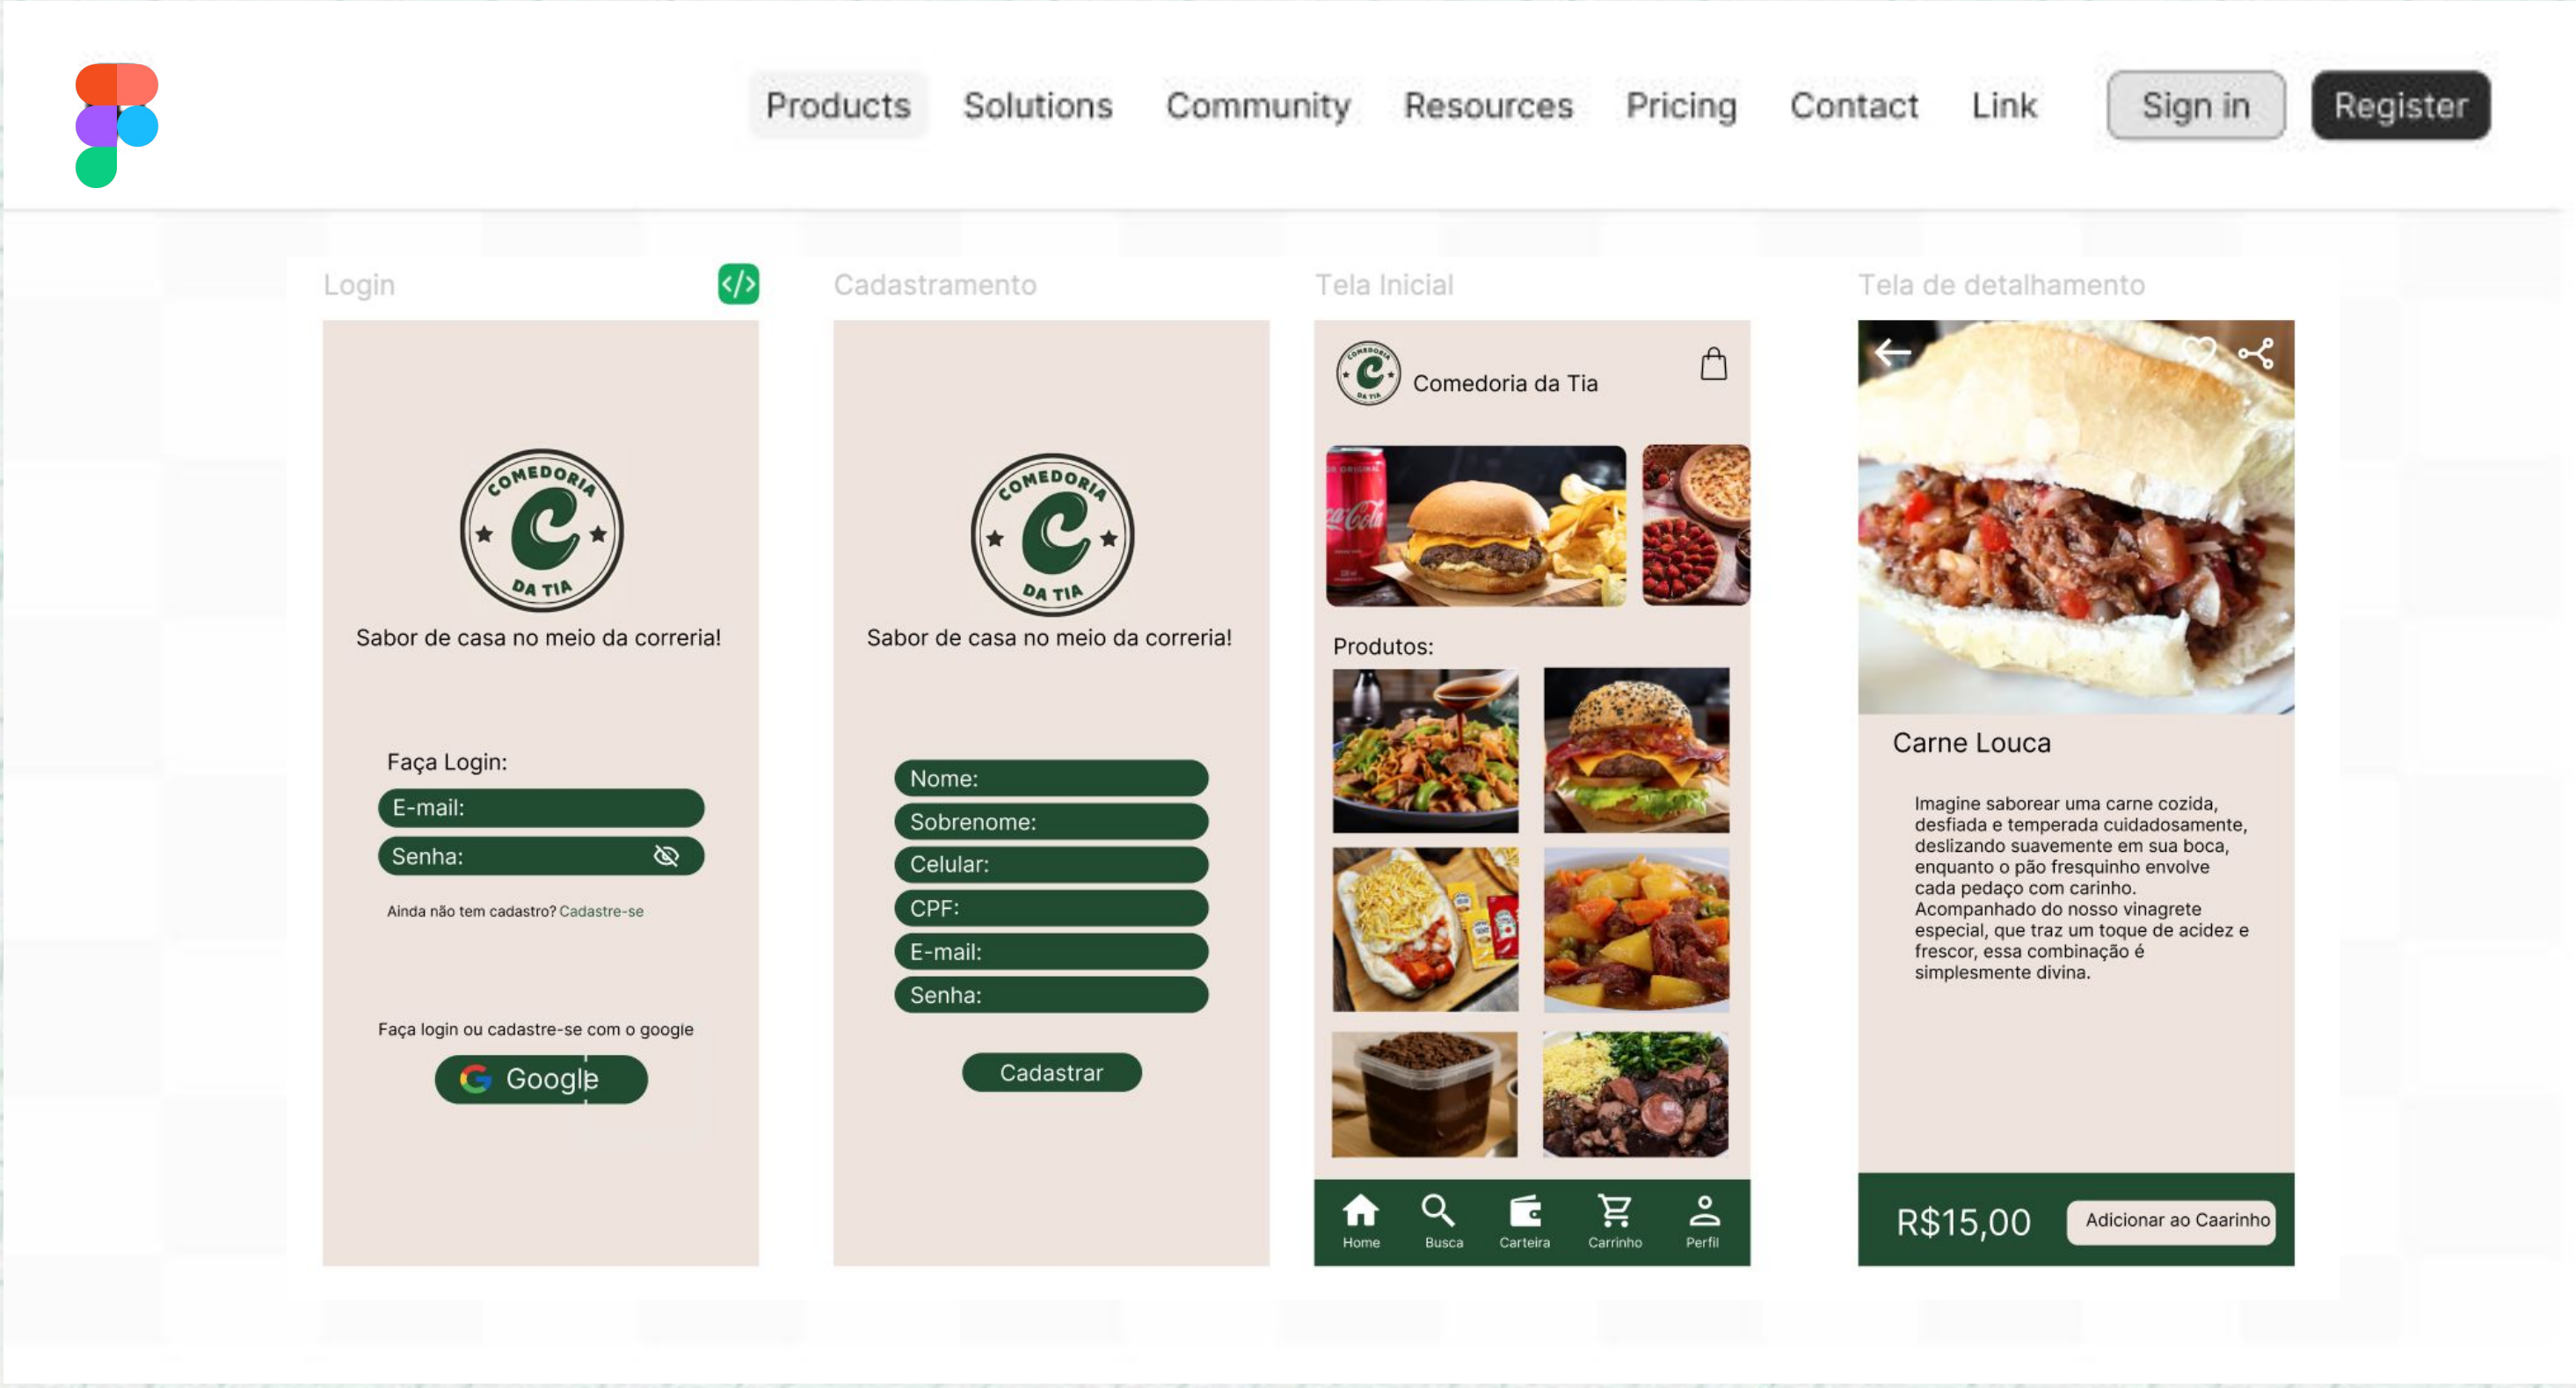 Products Solutions Community Resources Pricing Contact Link Sign in Register
Login
COMEDORIA
C
DA TIA
Sabor de casa no meio da correria!
Faça Login:
E-mail:
Senha:
Ainda não tem cadastro? Cadastre-se
Faça login ou cadastre-se com o google
Google
Cadastramento
COMEDORIA
C
DA TIA
Sabor de casa no meio da correria!
Nome:
Sobrenome:
Celular:
CPF:
E-mail:
Senha:
Cadastrar
Tela Inicial
COMEDORIA
C
DA TIA
Comedoria da Tia
Produtos:
Home Busca Carteira Carrinho Perfil
Tela de detalhamento
Carne Louca
Imagine saborear uma carne cozida,
desfiada e temperada cuidadosamente,
deslizando suavemente em sua boca,
enquanto o pão fresquinho envolve
cada pedaço com carinho.
Acompanhado do nosso vinagrete
especial, que traz um toque de acidez e
frescor, essa combinação é
simplesmente divina.
R$15,00 Adicionar ao Caarinho